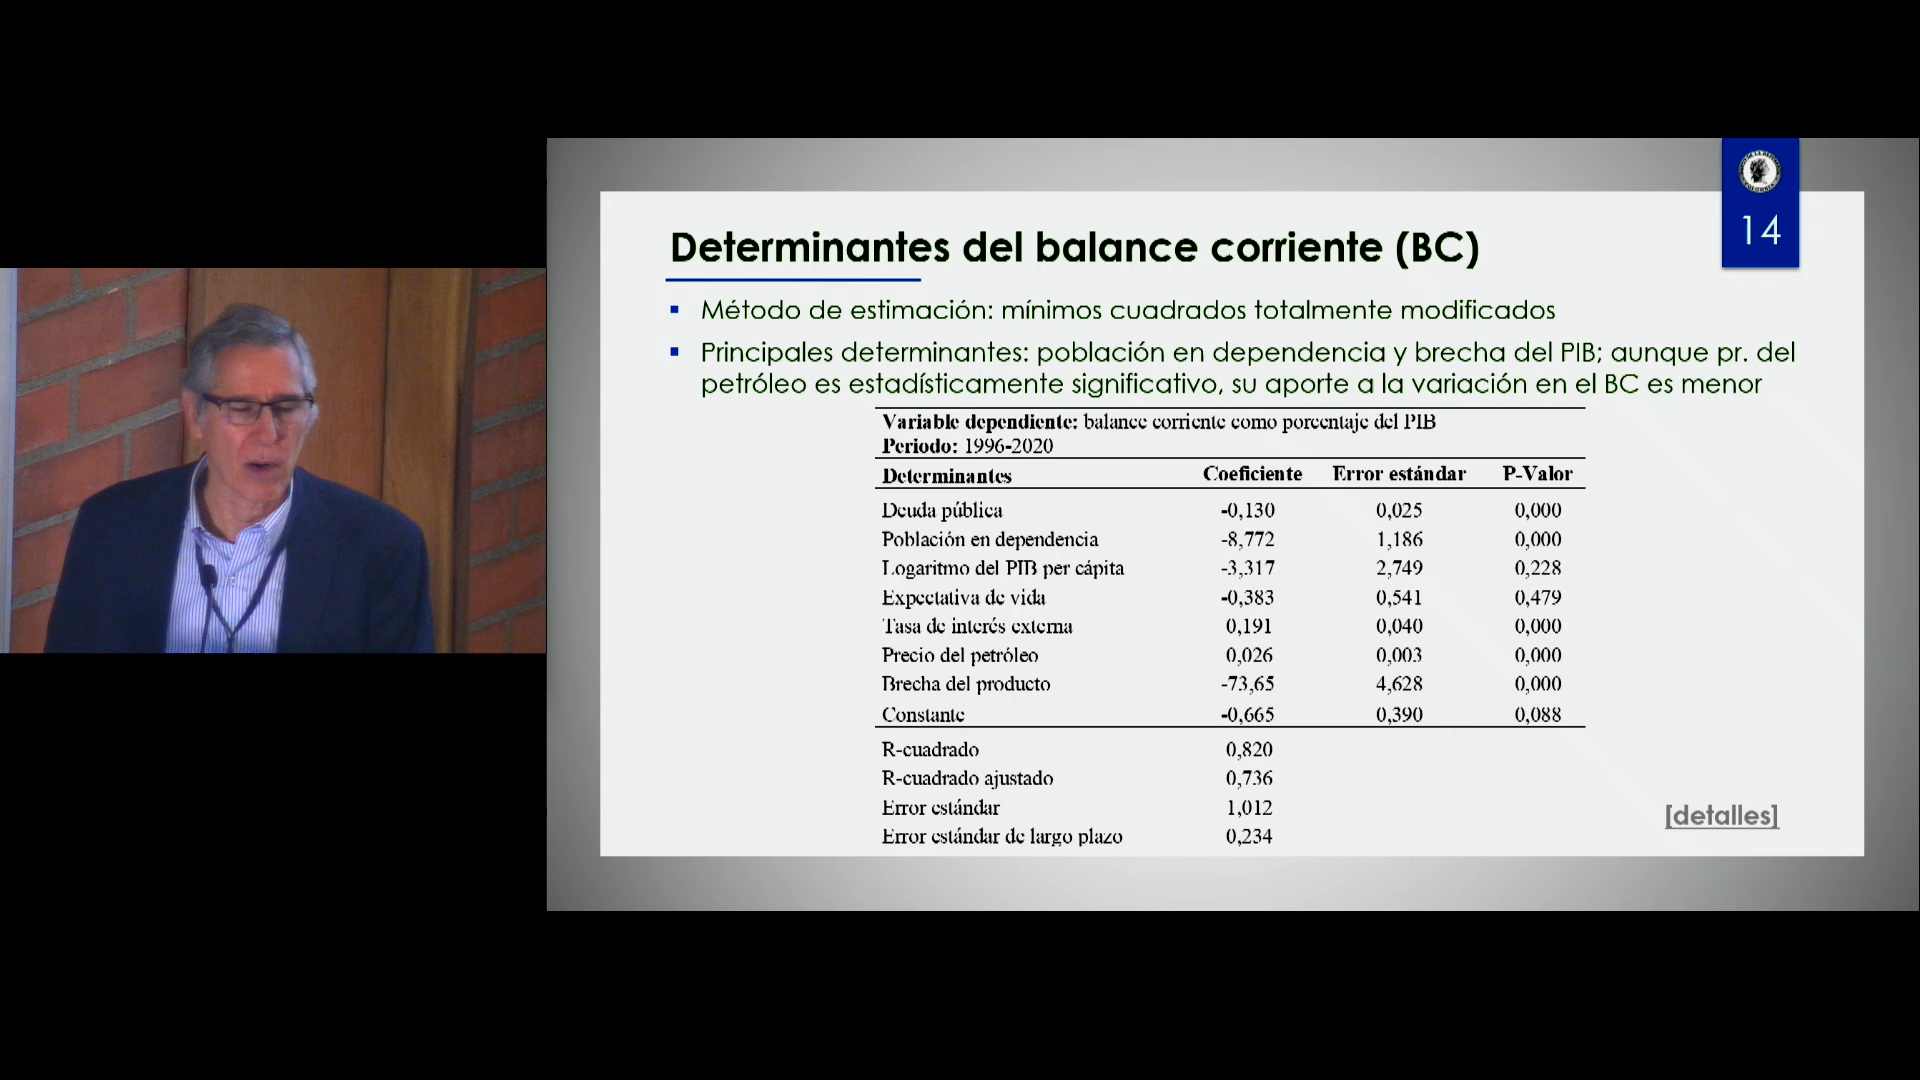 14
Determinantes del balance corriente (BC)
▪ Método de estimación: mínimos cuadrados totalmente modificados
▪ Principales determinantes: población en dependencia y brecha del PIB; aunque pr. del
petróleo es estadísticamente significativo, su aporte a la variación en el BC es menor
Variable dependiente: balance corriente como porcentaje del PIB
Periodo: 1996-2020
Determinantes Coeficiente Error estándar P-Valor
Deuda pública -0,130 0,025 0,000
Población en dependencia -8,772 1,186 0,000
Logaritmo del PIB per cápita -3,317 2,749 0,228
Expectativa de vida -0,383 0,541 0,479
Tasa de interés externa 0,191 0,040 0,000
Precio del petróleo 0,026 0,003 0,000
Brecha del producto -73,65 4,628 0,000
Constante -0,665 0,390 0,088
R-cuadrado 0,820
R-cuadrado ajustado 0,736
Error estándar 1,012
Error estándar de largo plazo 0,234
[detalles]